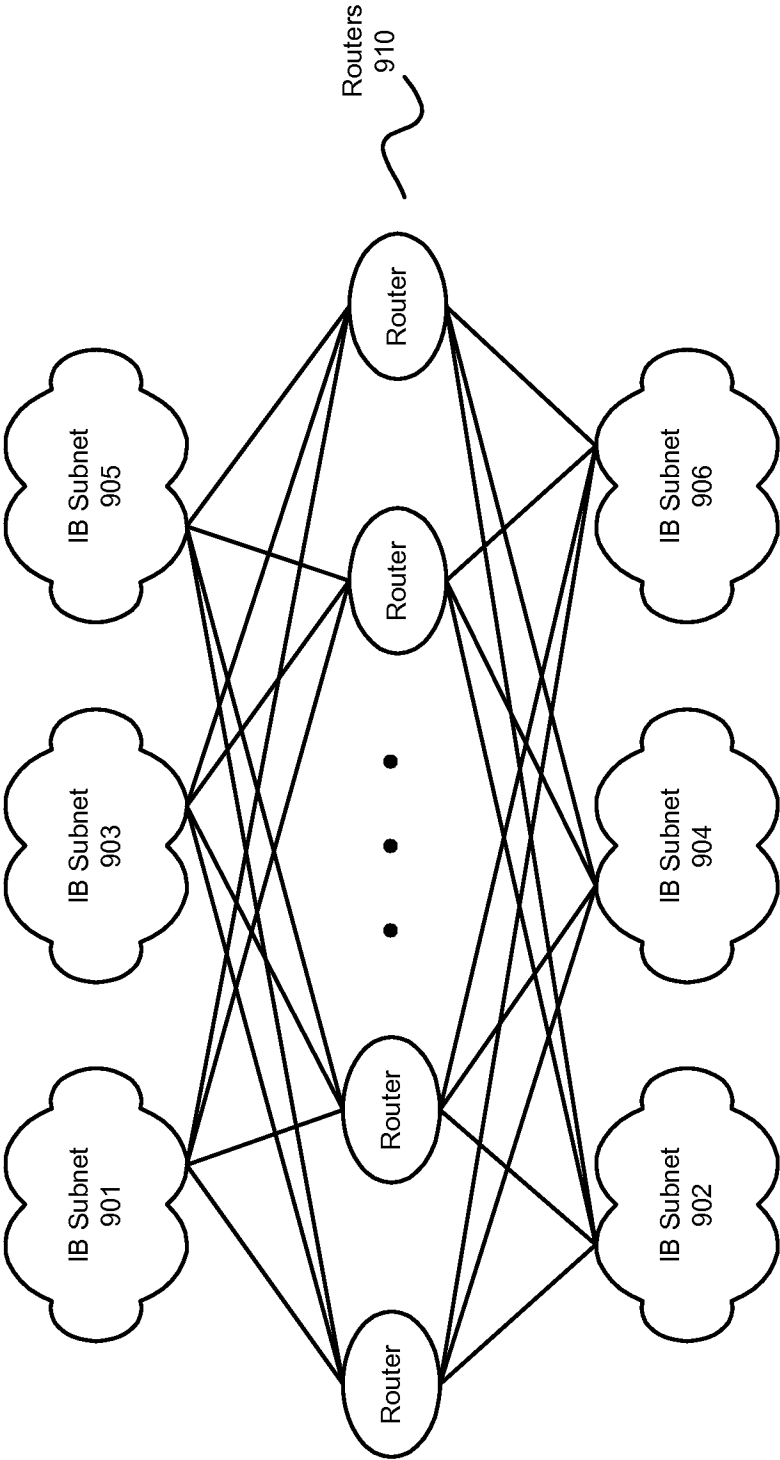 IB Subnet
901
IB Subnet
903
IB Subnet
905
Router
Router
Router
Router
Routers
910
IB Subnet
902
IB Subnet
904
IB Subnet
906